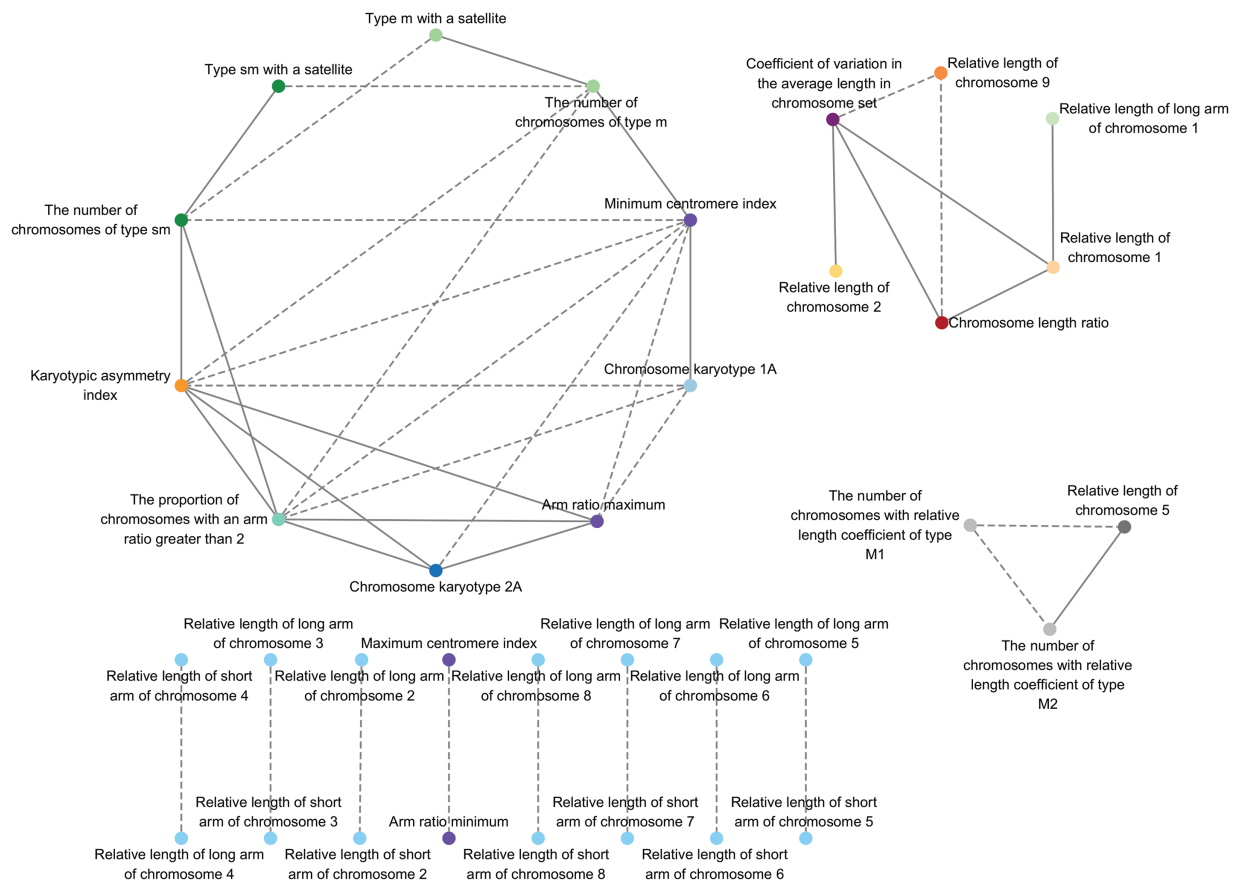 Type m with a satellite
Type sm with a satellite
The number of
chromosomes of type m
The number of
chromosomes of type sm
Minimum centromere index
Karyotypic asymmetry
index
Chromosome karyotype 1A
The proportion of
chromosomes with an arm
ratio greater than 2
Arm ratio maximum
Chromosome karyotype 2A
Coefficient of variation in
the average length in
chromosome set
Relative length of
chromosome 9
Relative length of long arm
of chromosome 1
Relative length of
chromosome 1
Relative length of
chromosome 2
Chromosome length ratio
The number of
chromosomes with relative
length coefficient of type
M1
Relative length of
chromosome 5
The number of
chromosomes with relative
length coefficient of type
M2
Relative length of long arm
of chromosome 3
Maximum centromere index
Relative length of long arm
of chromosome 7
Relative length of long arm
of chromosome 5
Relative length of short
arm of chromosome 4
Relative length of long arm
of chromosome 2
Relative length of long arm
of chromosome 8
Relative length of long arm
of chromosome 6
Relative length of short
arm of chromosome 3
Arm ratio minimum
Relative length of short
arm of chromosome 7
Relative length of short
arm of chromosome 5
Relative length of long arm
of chromosome 4
Relative length of short
arm of chromosome 2
Relative length of short
arm of chromosome 8
Relative length of short
arm of chromosome 6